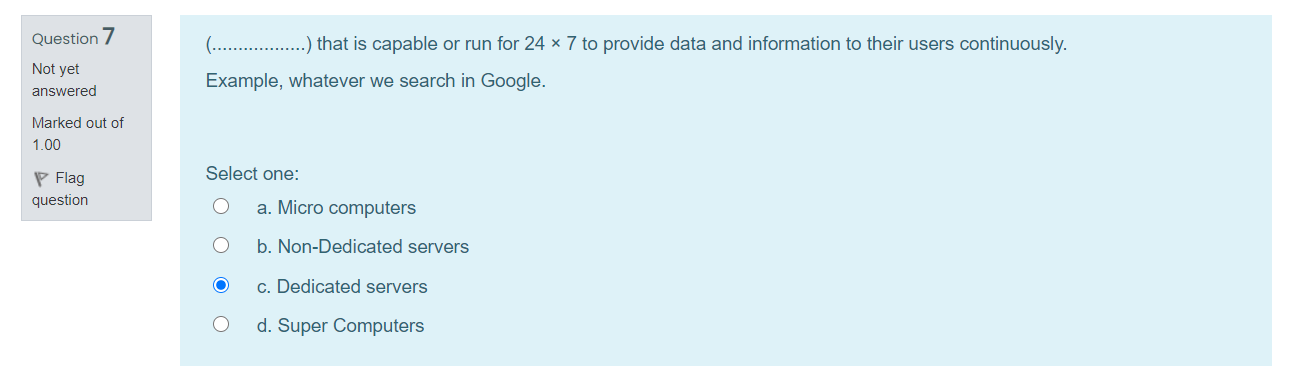 Question 7
Not yet
answered
Marked out of
1.00
Flag
question
(..................) that is capable or run for 24 × 7 to provide data and information to their users continuously.
Example, whatever we search in Google.
Select one:
a. Micro computers
b. Non-Dedicated servers
c. Dedicated servers
d. Super Computers